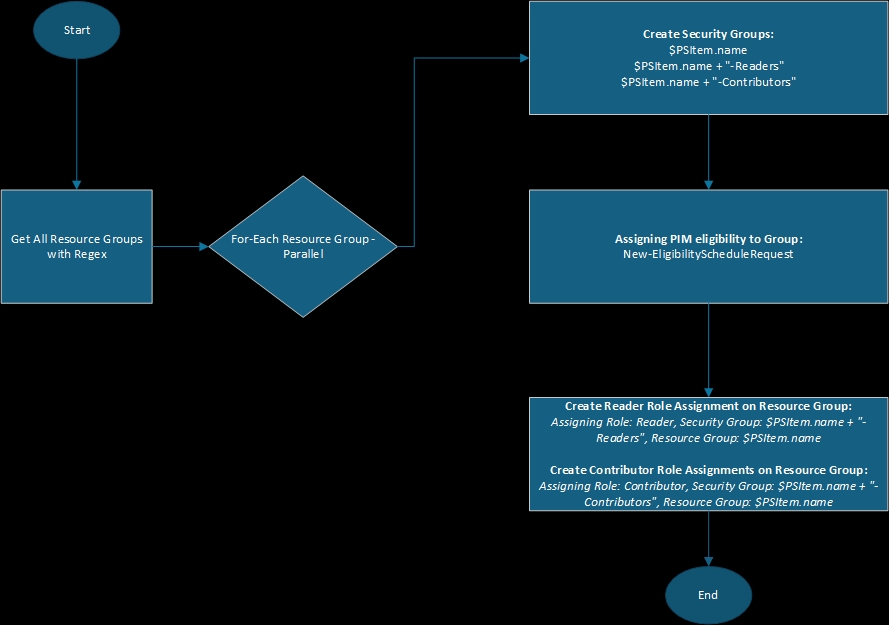 Start
Get All Resource Groups
with Regex
For-Each Resource Group -
Parallel
Create Security Groups:
$PSItem.name
$PSItem.name + "-Readers"
$PSItem.name + "-Contributors"
Assigning PIM eligibility to Group:
New-EligibilityScheduleRequest
Create Reader Role Assignment on Resource Group:
Assigning Role: Reader, Security Group: $PSItem.name + "-
Readers", Resource Group: $PSItem.name
Create Contributor Role Assignments on Resource Group:
Assigning Role: Contributor, Security Group: $PSItem.name + "-
Contributors", Resource Group: $PSItem.name
End